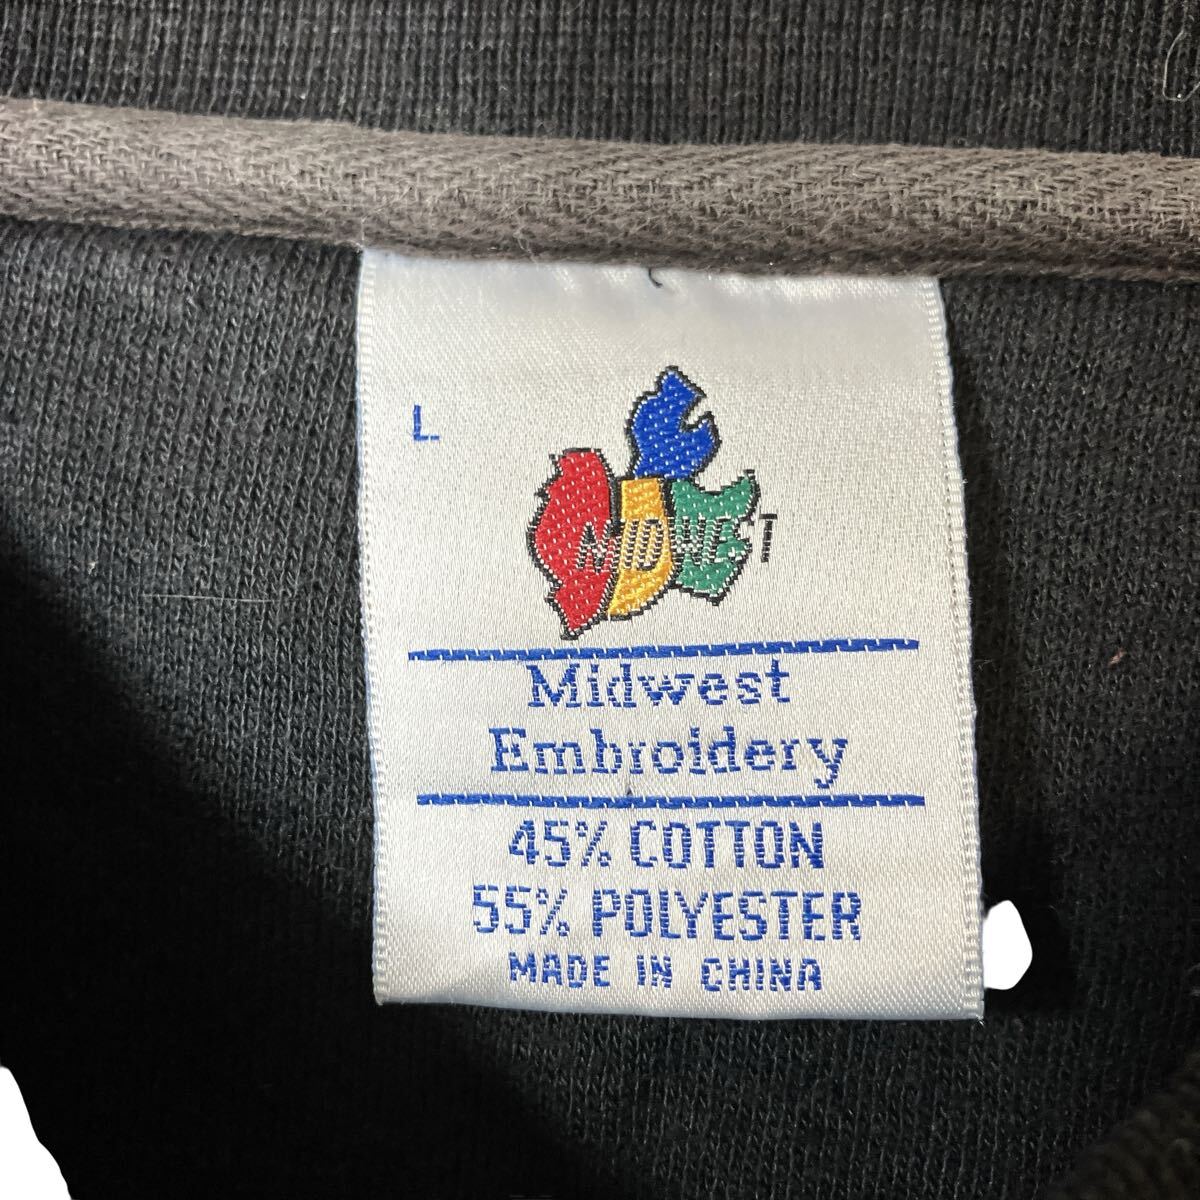 L
MIDWEST
Midwest
Embroidery
45% COTTON
55% POLYESTER
MADE IN CHINA